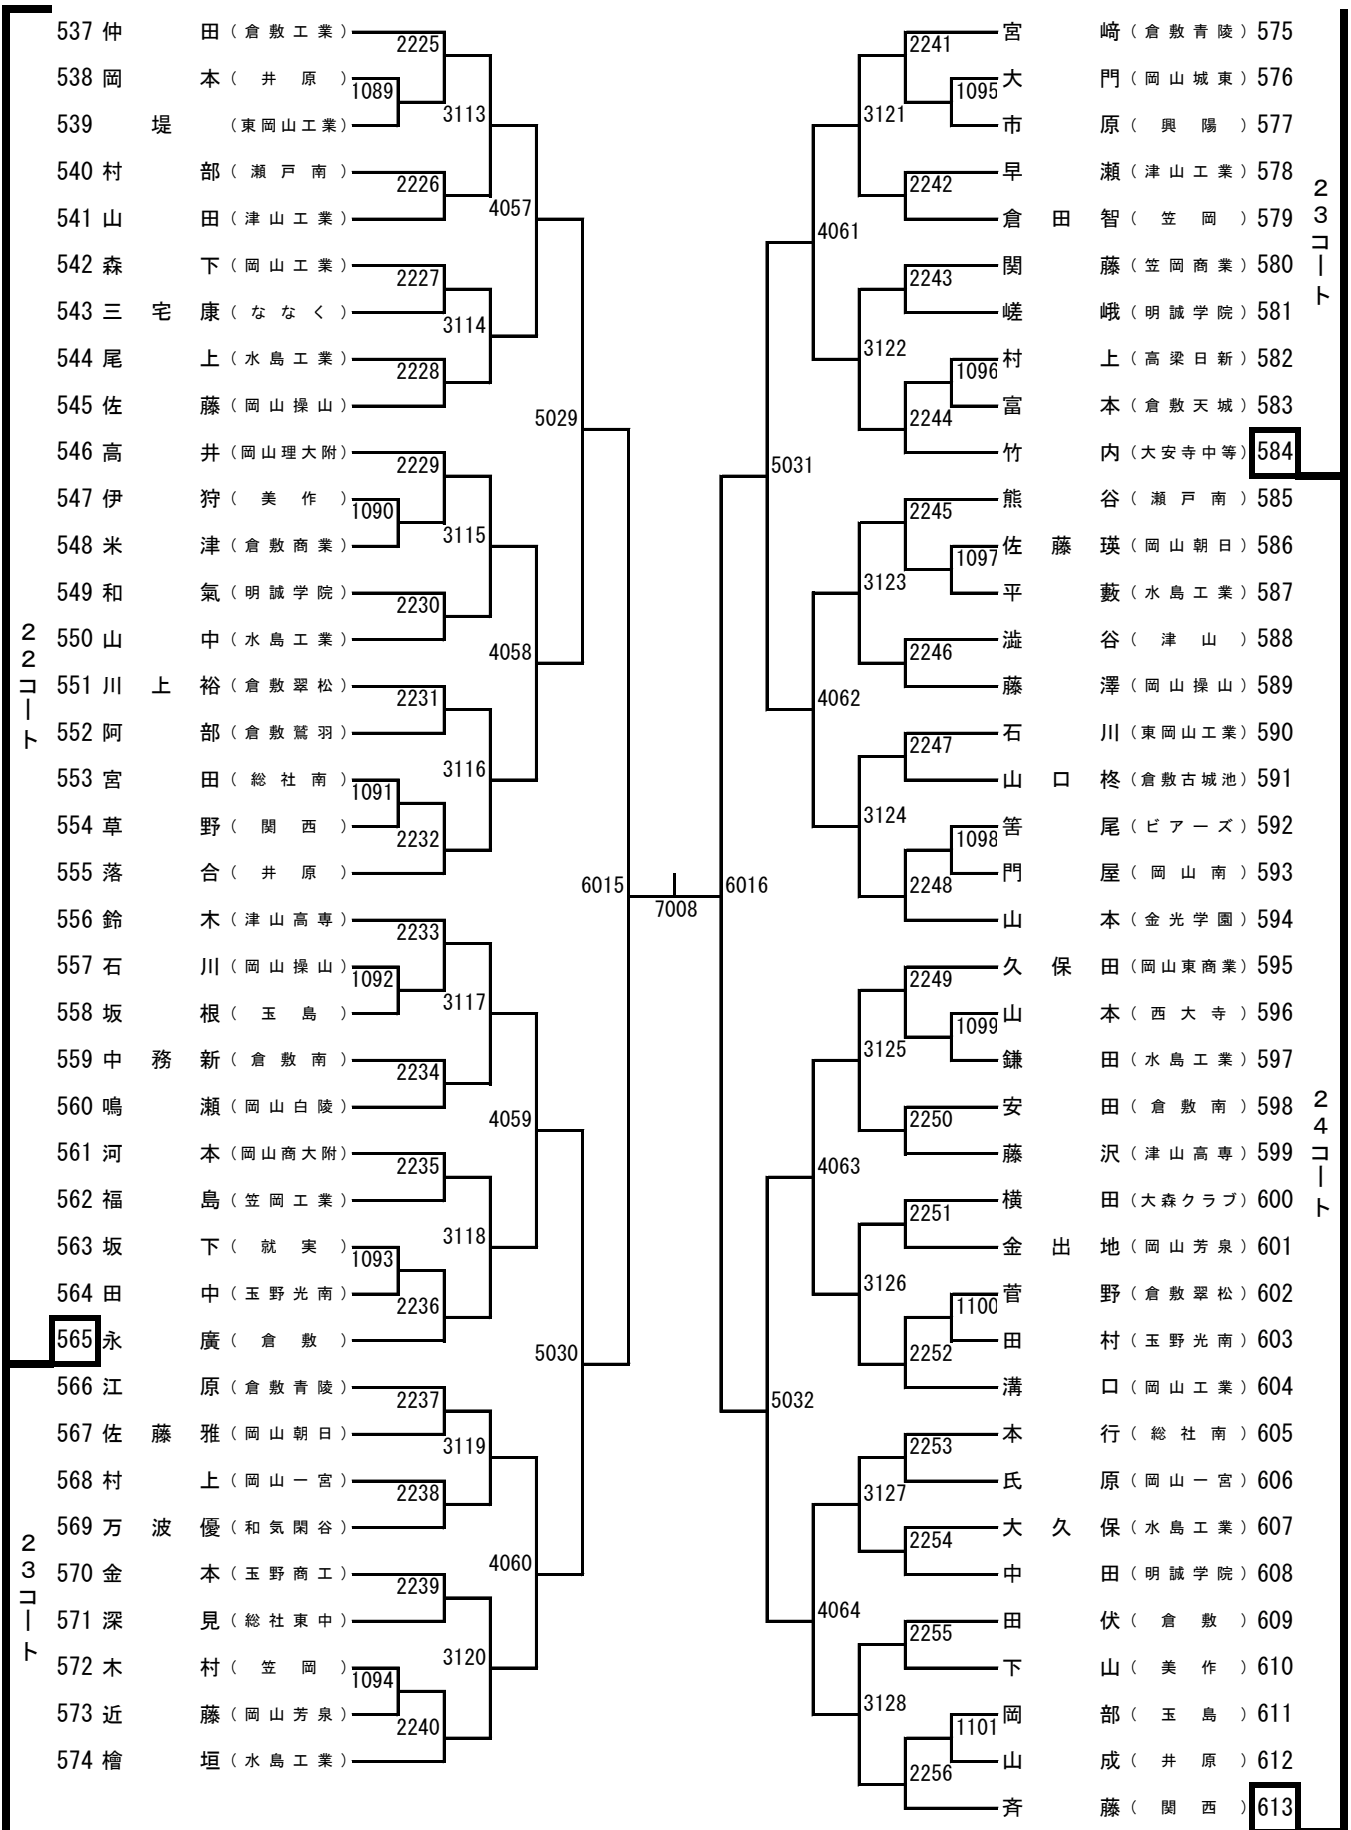 537 仲田（倉敷工業）
538 岡本（井原）
539 堤（東岡山工業）
540 村部（瀬戸南）
541 山田（津山工業）
542 森下（岡山工業）
543 三宅康（ななく）
544 尾上（水島工業）
545 佐藤（岡山操山）
546 高井（岡山理大附）
547 伊狩（美作）
548 米津（倉敷商業）
549 和氣（明誠学院）
550 山中（水島工業）
551 川上裕（倉敷翠松）
552 阿部（倉敷鷲羽）
553 宮田（総社南）
554 草野（関西）
555 落合（井原）
556 鈴木（津山高専）
557 石川（岡山操山）
558 坂根（玉島）
559 中務新（倉敷南）
560 鳴瀬（岡山白陵）
561 河本（岡山商大附）
562 福島（笠岡工業）
563 坂下（就実）
564 田中（玉野光南）
565 永廣（倉敷）
566 江原（倉敷青陵）
567 佐藤雅（岡山朝日）
568 村上（岡山一宮）
569 万波優（和気閑谷）
570 金本（玉野商工）
571 深見（総社東中）
572 木村（笠岡）
573 近藤（岡山芳泉）
574 檜垣（水島工業）
22コート
23コート
1089
1090
1091
1092
1093
1094
2225
2226
2227
2228
2229
2230
2231
2232
2233
2234
2235
2236
2237
2238
2239
2240
3113
3114
3115
3116
3117
3118
3119
3120
4057
4058
4059
4060
5029
5030
6015
7008
6016
5031
5032
4061
4062
4063
4064
3121
3122
3123
3124
3125
3126
3127
3128
2241
2242
2243
2244
2245
2246
2247
2248
2249
2250
2251
2252
2253
2254
2255
2256
1095
1096
1097
1098
1099
1100
1101
宮﨑（倉敷青陵）575
大門（岡山城東）576
市原（興陽）577
早瀬（津山工業）578
倉田智（笠岡）579
関藤（笠岡商業）580
嵯峨（明誠学院）581
村上（高梁日新）582
富本（倉敷天城）583
竹内（大安寺中等）584
熊谷（瀬戸南）585
佐藤瑛（岡山朝日）586
平藪（水島工業）587
澁谷（津山）588
藤澤（岡山操山）589
石川（東岡山工業）590
山口柊（倉敷古城池）591
筈尾（ピアーズ）592
門屋（岡山南）593
山本（金光学園）594
久保田（岡山東商業）595
山本（西大寺）596
鎌田（水島工業）597
安田（倉敷南）598
藤沢（津山高専）599
横田（大森クラブ）600
金出地（岡山芳泉）601
菅野（倉敷翠松）602
田村（玉野光南）603
溝口（岡山工業）604
本行（総社南）605
氏原（岡山一宮）606
大久保（水島工業）607
中田（明誠学院）608
田伏（倉敷）609
下山（美作）610
岡部（玉島）611
山成（井原）612
斉藤（関西）613
23コート
24コート